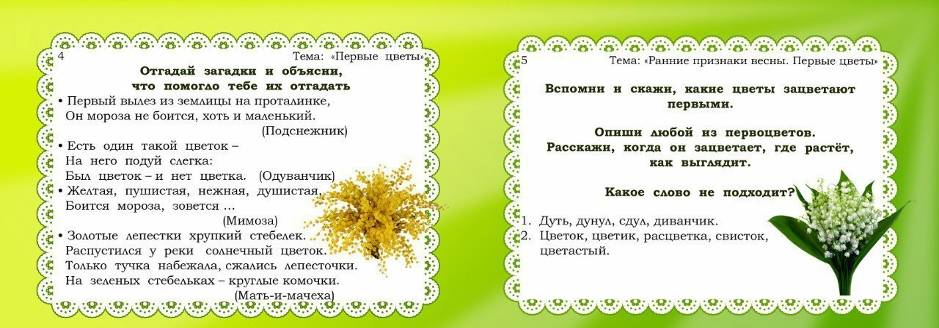 4
Тема: «Первые цветы»
Отгадай загадки и объясни,
что помогло тебе их отгадать
• Первый вылез из землицы на проталинке,
Он мороза не боится, хоть и маленький.
(Подснежник)
• Есть один такой цветок –
На него подуй слегка:
Был цветок – и нет цветка. (Одуванчик)
• Желтая, пушистая, нежная, душистая,
Боится мороза, зовется ...
(Мимоза)
• Золотые лепестки хрупкий стебелек.
Распустился у реки солнечный цветок.
Только тучка набежала, сжались лепесточки.
На зеленых стебельках – круглые комочки.
(Мать-и-мачеха)
5
Тема: «Ранние признаки весны. Первые цветы»
Вспомни и скажи, какие цветы зацветают
первыми.
Опиши любой из первоцветов.
Расскажи, когда он зацветает, где растёт,
как выглядит.
Какое слово не подходит?
1. Дуть, дунул, сдул, диванчик.
2. Цветок, цветик, расцветка, свисток,
цветастый.